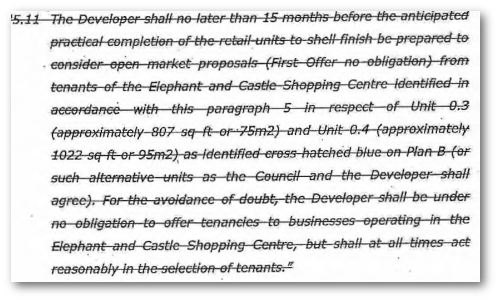 5.11 The Developer shall no later than 15 months before the anticipated
practical completion of the retail units to shell finish be prepared to
consider open market proposals (First Offer no obligation) from
tenants of the Elephant and Castle Shopping Centre identified in
accordance with this paragraph 5 in respect of Unit 0.3
(approximately 807 sq ft or 75m2) and Unit 0.4 (approximately
1022 sq ft or 95m2) as identified cross hatched blue on Plan B (or
such alternative units as the Council and the Developer shall
agree). For the avoidance of doubt, the Developer shall be under
no obligation to offer tenancies to businesses operating in the
Elephant and Castle Shopping Centre, but shall at all times act
reasonably in the selection of tenants."